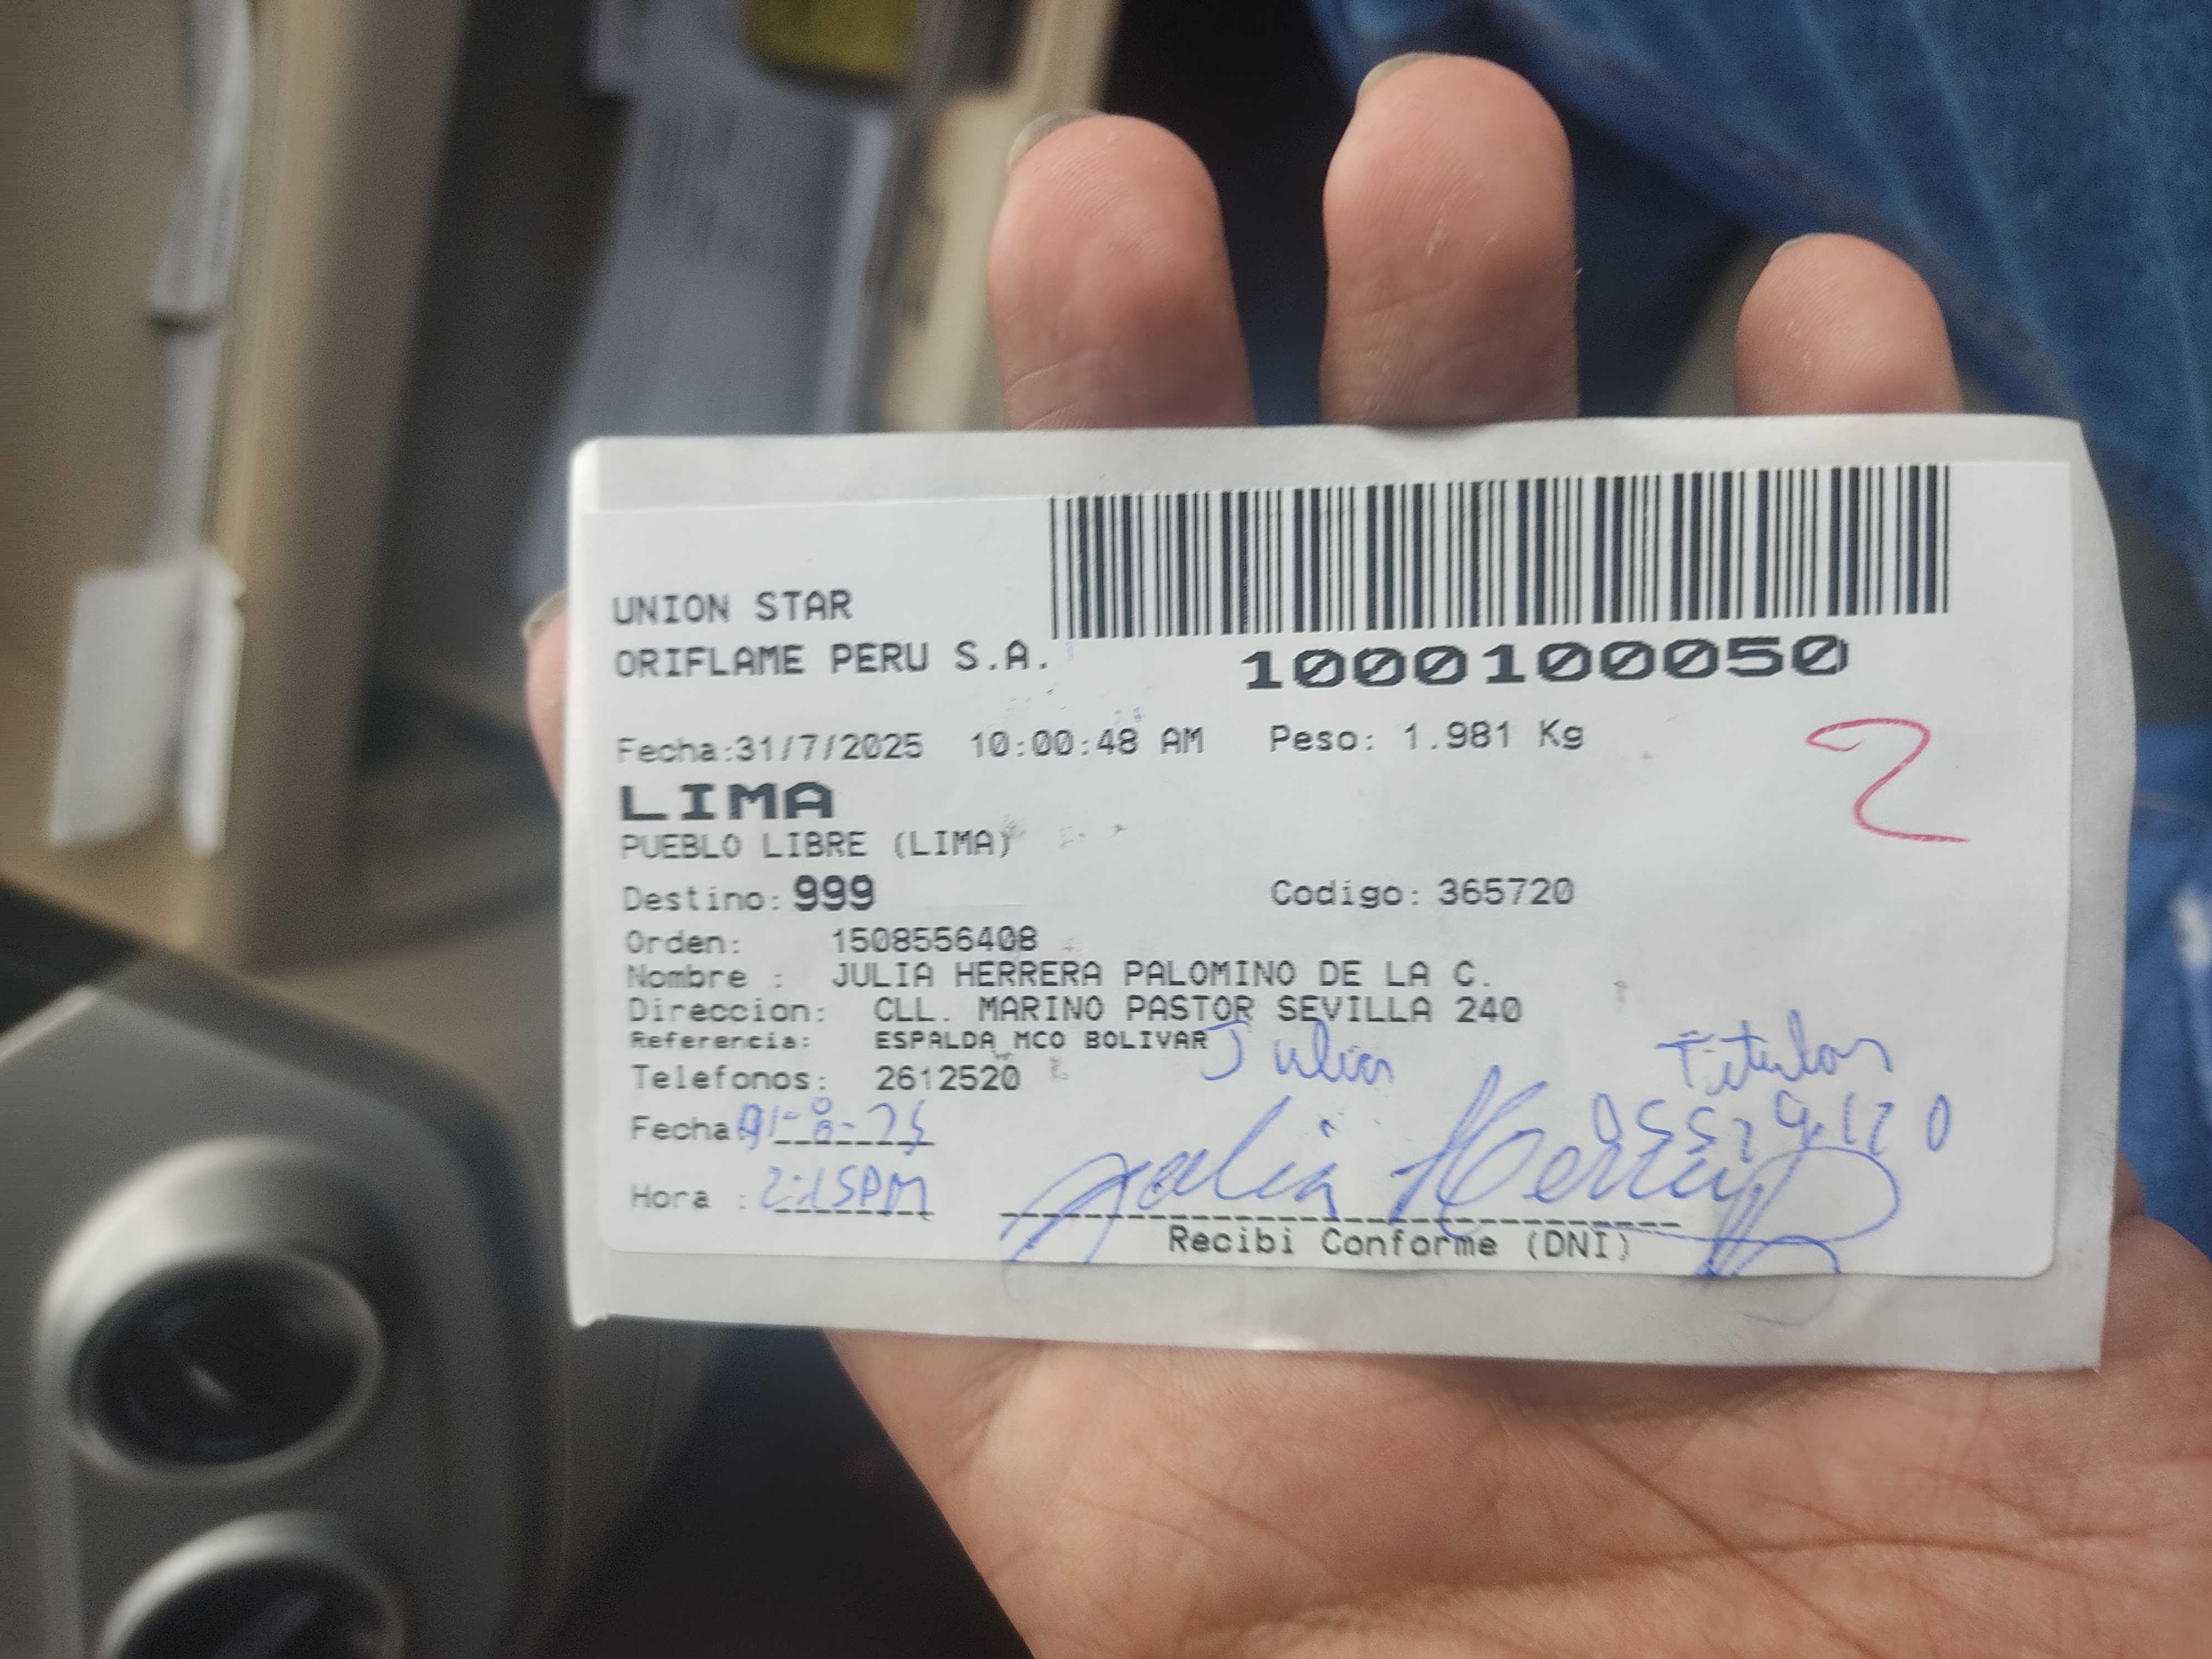 UNION STAR
ORIFLAME PERU S.A.
1000100050
Fecha:31/7/2025 10:00:48 AM Peso: 1.981 Kg
2
LIMA
PUEBLO LIBRE (LIMA)
Destino: 999 Codigo: 365720
Orden: 1508556408
Nombre : JULIA HERRERA PALOMINO DE LA C.
Direccion: CLL. MARINO PASTOR SEVILLA 240
Referencia: ESPALDA MCO BOLIVAR
Julia Titular
Telefonos: 2612520
Fecha
Hora : 2:15PM
Julia Herrera
Recibi Conforme (DNI)